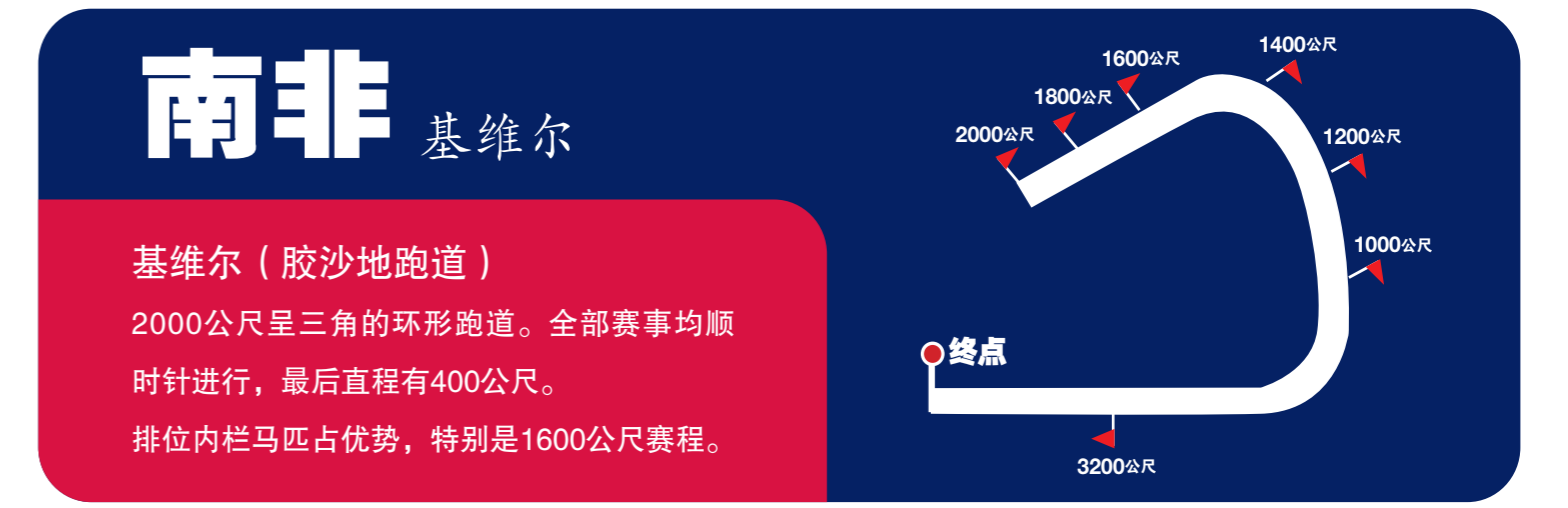 南非 基维尔
基维尔（胶沙地跑道）
2000公尺呈三角的环形跑道。全部赛事均顺
时针进行，最后直程有400公尺。
排位内栏马匹占优势，特别是1600公尺赛程。
1400公尺
1600公尺
1800公尺
2000公尺
1200公尺
1000公尺
终点
3200公尺